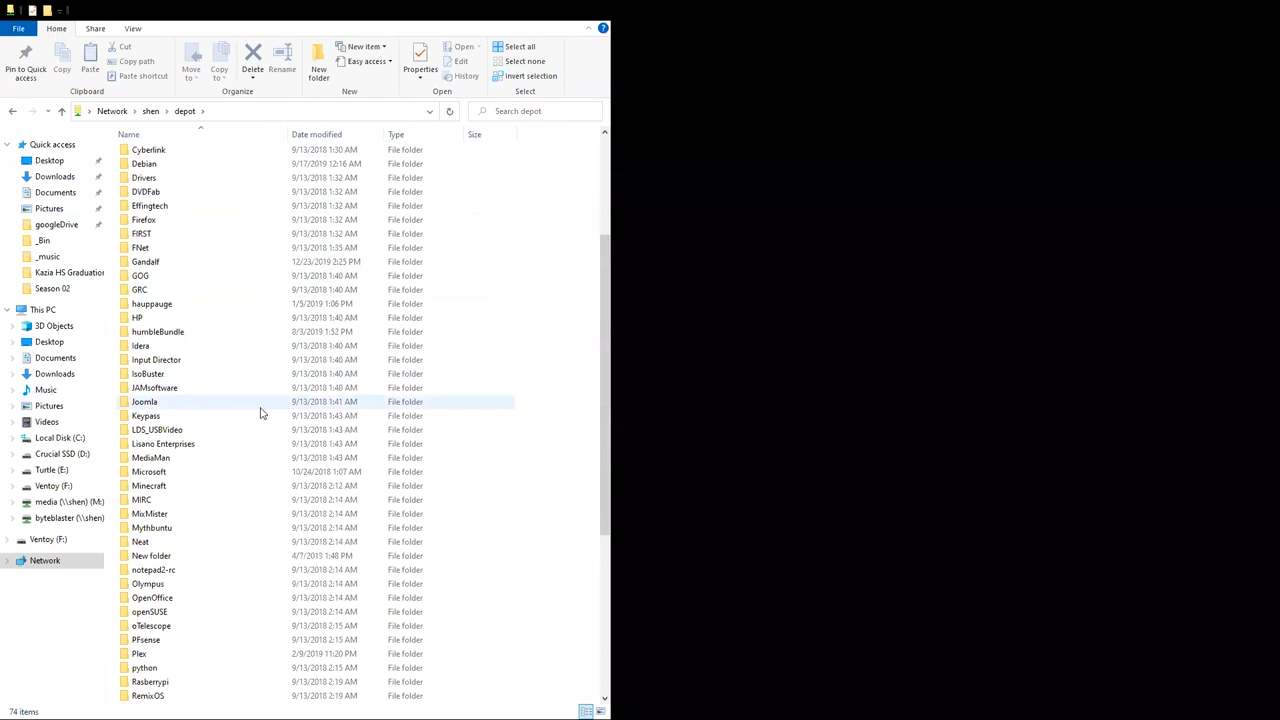 File Home Share View
Pin to Quick access
Copy
Paste
Cut
Copy path
Paste shortcut
Clipboard
Move to
Copy to
Delete
Rename
Organize
New folder
New item
Easy access
New
Properties
Open
Edit
History
Open
Select all
Select none
Invert selection
Select
Network shen depot
Search depot
Quick access
Desktop
Downloads
Documents
Pictures
googleDrive
_Bin
_music
Kazia HS Graduation
Season 02
This PC
3D Objects
Desktop
Documents
Downloads
Music
Pictures
Videos
Local Disk (C:)
Crucial SSD (D:)
Turtle (E:)
Ventoy (F:)
media (\\shen) (M:)
byteblaster (\\shen)
Ventoy (F:)
Network
Name Date modified Type Size
Cyberlink 9/13/2018 1:30 AM File folder
Debian 9/17/2019 12:16 AM File folder
Drivers 9/13/2018 1:32 AM File folder
DVDFab 9/13/2018 1:32 AM File folder
Effingtech 9/13/2018 1:32 AM File folder
Firefox 9/13/2018 1:32 AM File folder
FIRST 9/13/2018 1:32 AM File folder
FNet 9/13/2018 1:35 AM File folder
Gandalf 12/23/2019 2:25 PM File folder
GOG 9/13/2018 1:40 AM File folder
GRC 9/13/2018 1:40 AM File folder
hauppauge 1/5/2019 1:06 PM File folder
HP 9/13/2018 1:40 AM File folder
humbleBundle 8/3/2019 1:52 PM File folder
Idera 9/13/2018 1:40 AM File folder
Input Director 9/13/2018 1:40 AM File folder
IsoBuster 9/13/2018 1:40 AM File folder
JAMsoftware 9/13/2018 1:40 AM File folder
Joomla 9/13/2018 1:41 AM File folder
Keypass 9/13/2018 1:43 AM File folder
LDS_USBVideo 9/13/2018 1:43 AM File folder
Lisano Enterprises 9/13/2018 1:43 AM File folder
MediaMan 9/13/2018 1:43 AM File folder
Microsoft 10/24/2018 1:07 AM File folder
Minecraft 9/13/2018 2:12 AM File folder
MIRC 9/13/2018 2:14 AM File folder
MixMister 9/13/2018 2:14 AM File folder
Mythbuntu 9/13/2018 2:14 AM File folder
Neat 9/13/2018 2:14 AM File folder
New folder 4/7/2013 1:48 PM File folder
notepad2-rc 9/13/2018 2:14 AM File folder
Olympus 9/13/2018 2:14 AM File folder
OpenOffice 9/13/2018 2:14 AM File folder
openSUSE 9/13/2018 2:14 AM File folder
oTelescope 9/13/2018 2:15 AM File folder
PFsense 9/13/2018 2:15 AM File folder
Plex 2/9/2019 11:20 PM File folder
python 9/13/2018 2:15 AM File folder
Rasberrypi 9/13/2018 2:19 AM File folder
RemixOS 9/13/2018 2:19 AM File folder
74 items